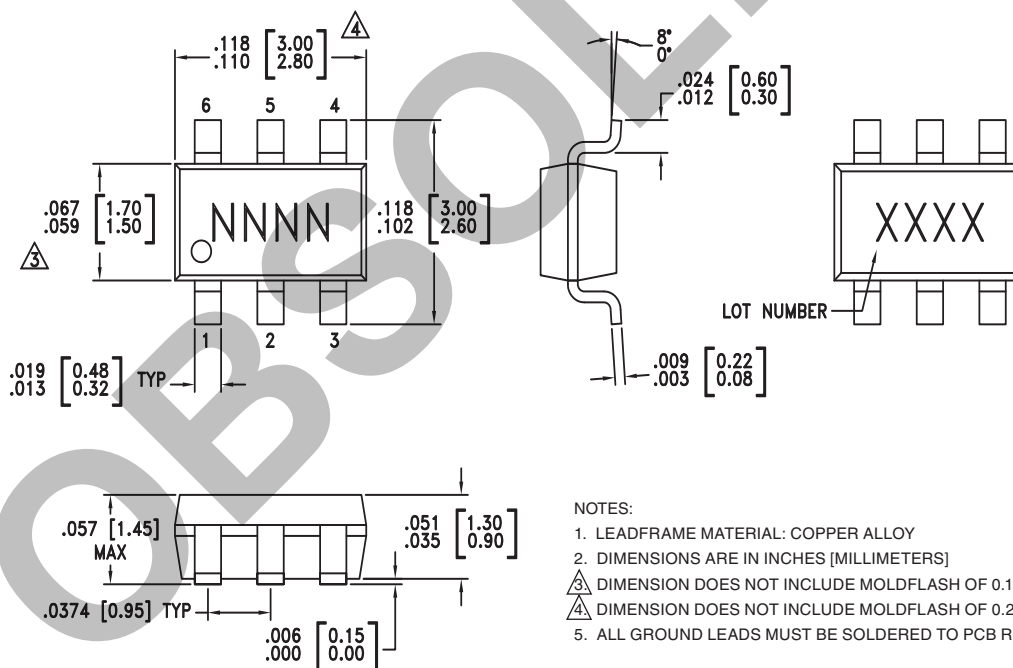 .118 [3.00]
.110 [2.80]
4
6 5 4
.067 [1.70]
.059 [1.50]
3
NNNN
.118 [3.00]
.102 [2.60]
1 2 3
.019 [0.48] TYP
.013 [0.32]
8°
0°
.024 [0.60]
.012 [0.30]
.009 [0.22]
.003 [0.08]
XXXX
LOT NUMBER
.057 [1.45]
MAX
.051 [1.30]
.035 [0.90]
.0374 [0.95] TYP
.006 [0.15]
.000 [0.00]
NOTES:
1. LEADFRAME MATERIAL: COPPER ALLOY
2. DIMENSIONS ARE IN INCHES [MILLIMETERS]
3. DIMENSION DOES NOT INCLUDE MOLDFLASH OF 0.1
4. DIMENSION DOES NOT INCLUDE MOLDFLASH OF 0.2
5. ALL GROUND LEADS MUST BE SOLDERED TO PCB R
OBSOL